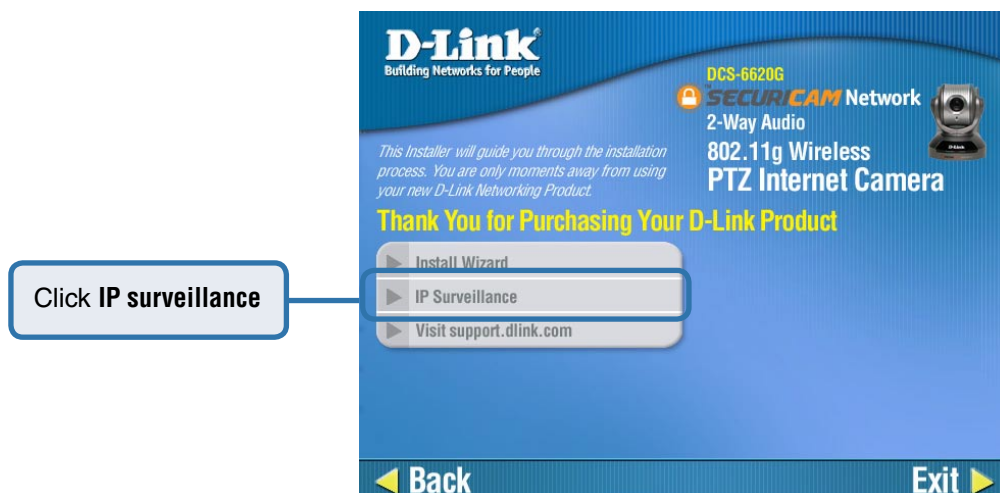 D-Link
Building Networks for People
DCS-6620G
SECURICAM Network
2-Way Audio
802.11g Wireless
PTZ Internet Camera
This Installer will guide you through the installation
process. You are only moments away from using
your new D-Link Networking Product.
Thank You for Purchasing Your D-Link Product
Install Wizard
IP Surveillance
Visit support.dlink.com
Click IP surveillance
Back
Exit